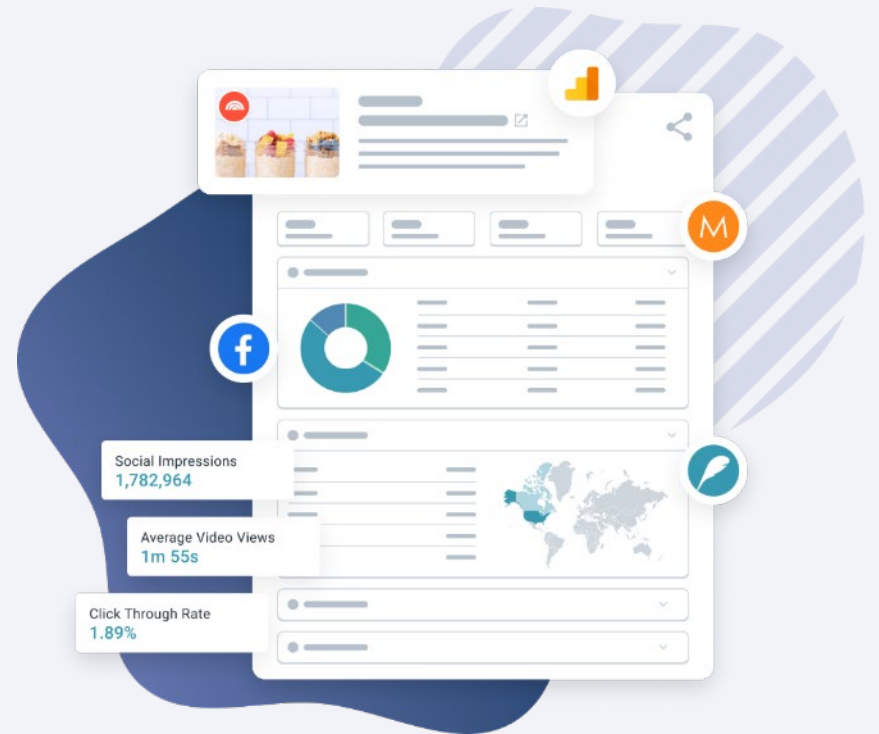 M
f
Social Impressions
1,782,964
Average Video Views
1m 55s
Click Through Rate
1.89%